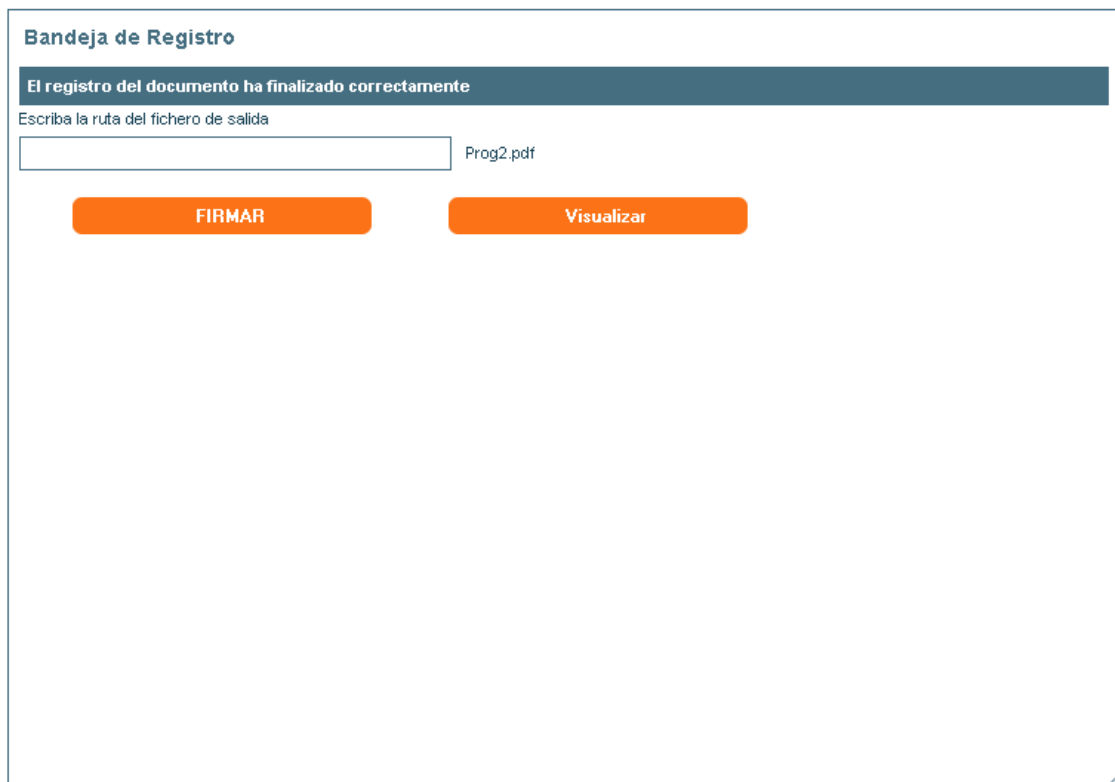 Bandeja de Registro
El registro del documento ha finalizado correctamente
Escriba la ruta del fichero de salida
Prog2.pdf
FIRMAR Visualizar